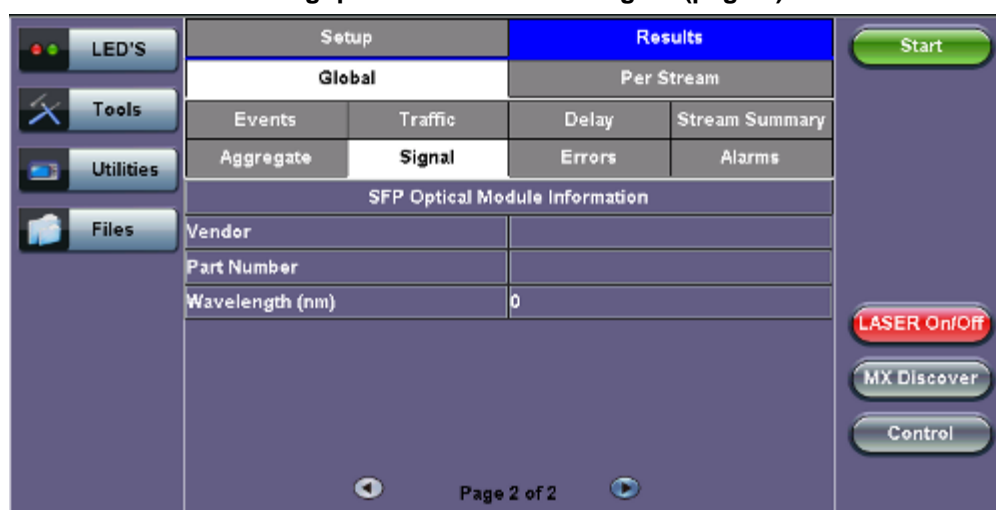 LED'S
Tools
Utilities
Files
Setup Results
Global Per Stream
Events Traffic Delay Stream Summary
Aggregate Signal Errors Alarms
SFP Optical Module Information
Vendor
Part Number
Wavelength (nm) 0
Page 2 of 2
Start
LASER On/Off
MX Discover
Control